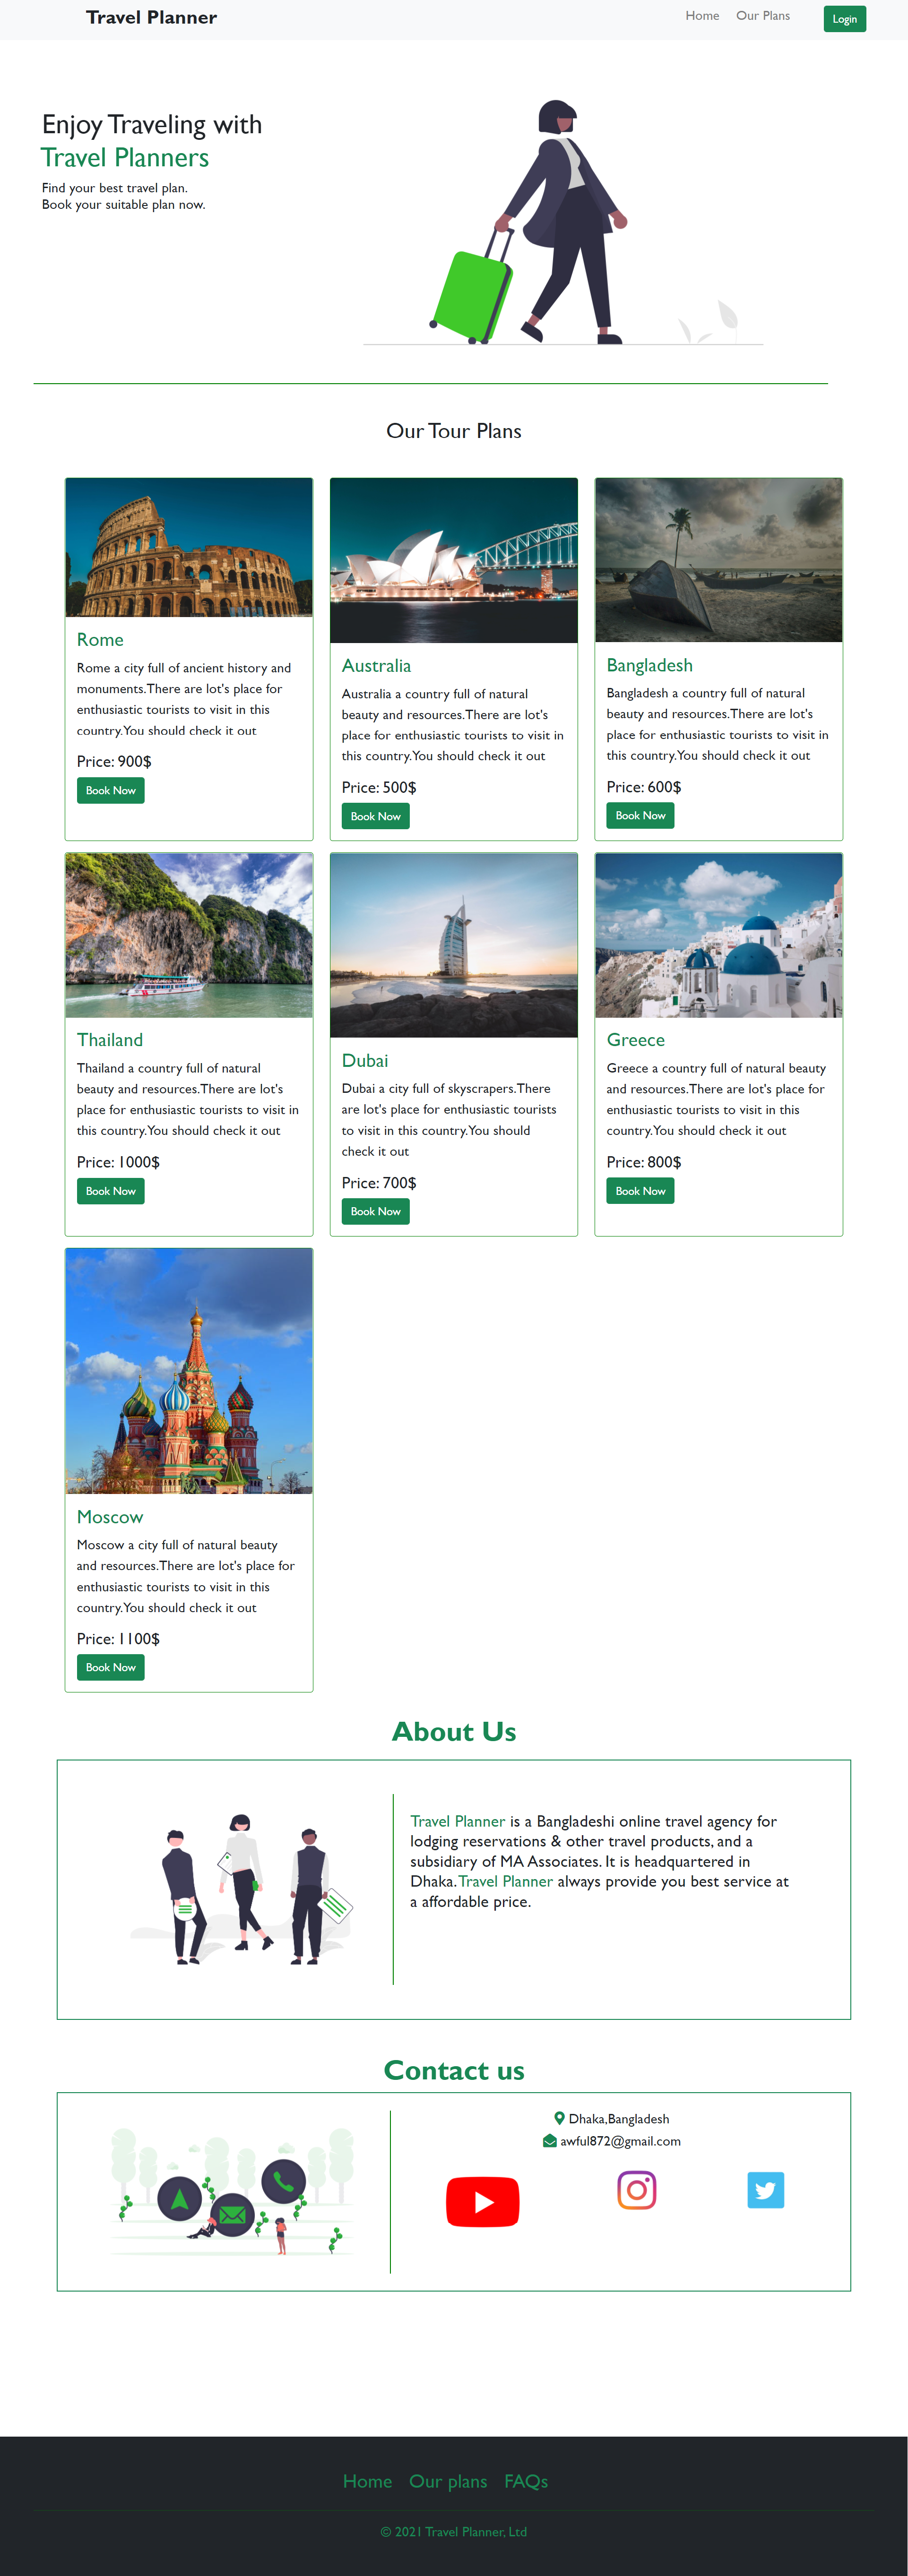 Travel Planner
Home
Our Plans
Login
Enjoy Traveling with
Travel Planners
Find your best travel plan.
Book your suitable plan now.
Our Tour Plans
Rome
Rome a city full of ancient history and
monuments.There are lot's place for
enthusiastic tourists to visit in this
country.You should check it out
Price: 900$
Book Now
Australia
Australia a country full of natural
beauty and resources.There are lot's
place for enthusiastic tourists to visit in
this country.You should check it out
Price: 500$
Book Now
Bangladesh
Bangladesh a country full of natural
beauty and resources.There are lot's
place for enthusiastic tourists to visit in
this country.You should check it out
Price: 600$
Book Now
Thailand
Thailand a country full of natural
beauty and resources.There are lot's
place for enthusiastic tourists to visit in
this country.You should check it out
Price: 1000$
Book Now
Dubai
Dubai a city full of skyscrapers.There
are lot's place for enthusiastic tourists
to visit in this country.You should
check it out
Price: 700$
Book Now
Greece
Greece a country full of natural beauty
and resources.There are lot's place for
enthusiastic tourists to visit in this
country.You should check it out
Price: 800$
Book Now
Moscow
Moscow a city full of natural beauty
and resources.There are lot's place for
enthusiastic tourists to visit in this
country.You should check it out
Price: 1100$
Book Now
About Us
Travel Planner is a Bangladeshi online travel agency for
lodging reservations & other travel products, and a
subsidiary of MA Associates. It is headquartered in
Dhaka.Travel Planner always provide you best service at
a affordable price.
Contact us
Dhaka,Bangladesh
awful872@gmail.com
Home
Our plans
FAQs
© 2021 Travel Planner, Ltd